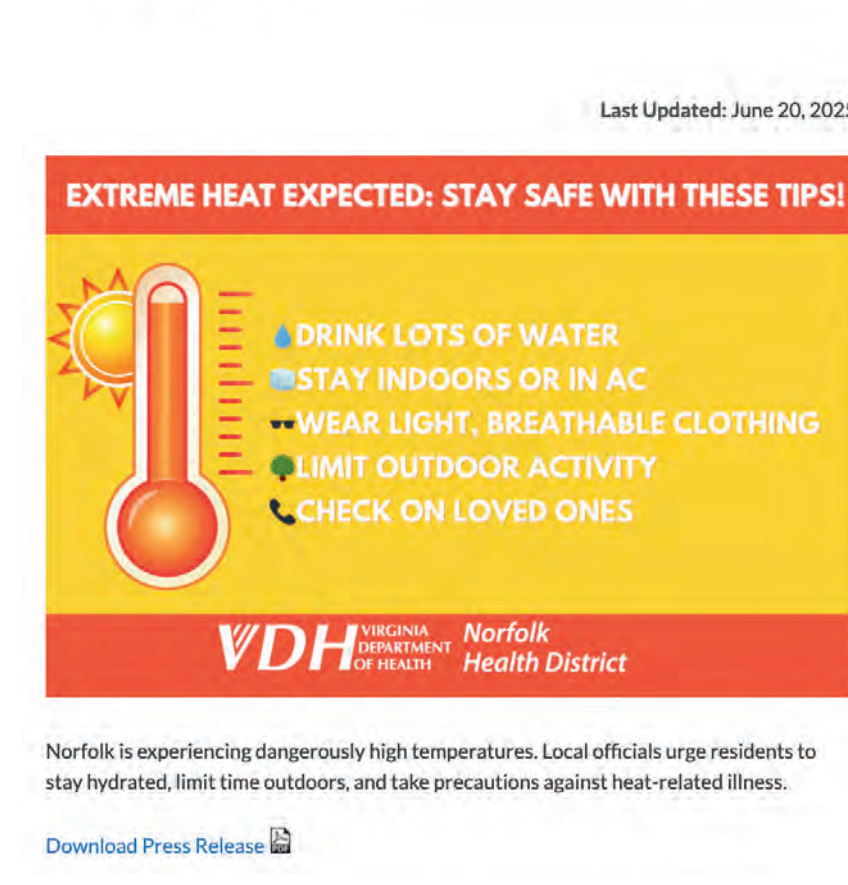 Last Updated: June 20, 2025
EXTREME HEAT EXPECTED: STAY SAFE WITH THESE TIPS!
DRINK LOTS OF WATER
STAY INDOORS OR IN AC
WEAR LIGHT, BREATHABLE CLOTHING
LIMIT OUTDOOR ACTIVITY
CHECK ON LOVED ONES
VDH VIRGINIA DEPARTMENT OF HEALTH
Norfolk
Health District
Norfolk is experiencing dangerously high temperatures. Local officials urge residents to
stay hydrated, limit time outdoors, and take precautions against heat-related illness.
Download Press Release
PDF